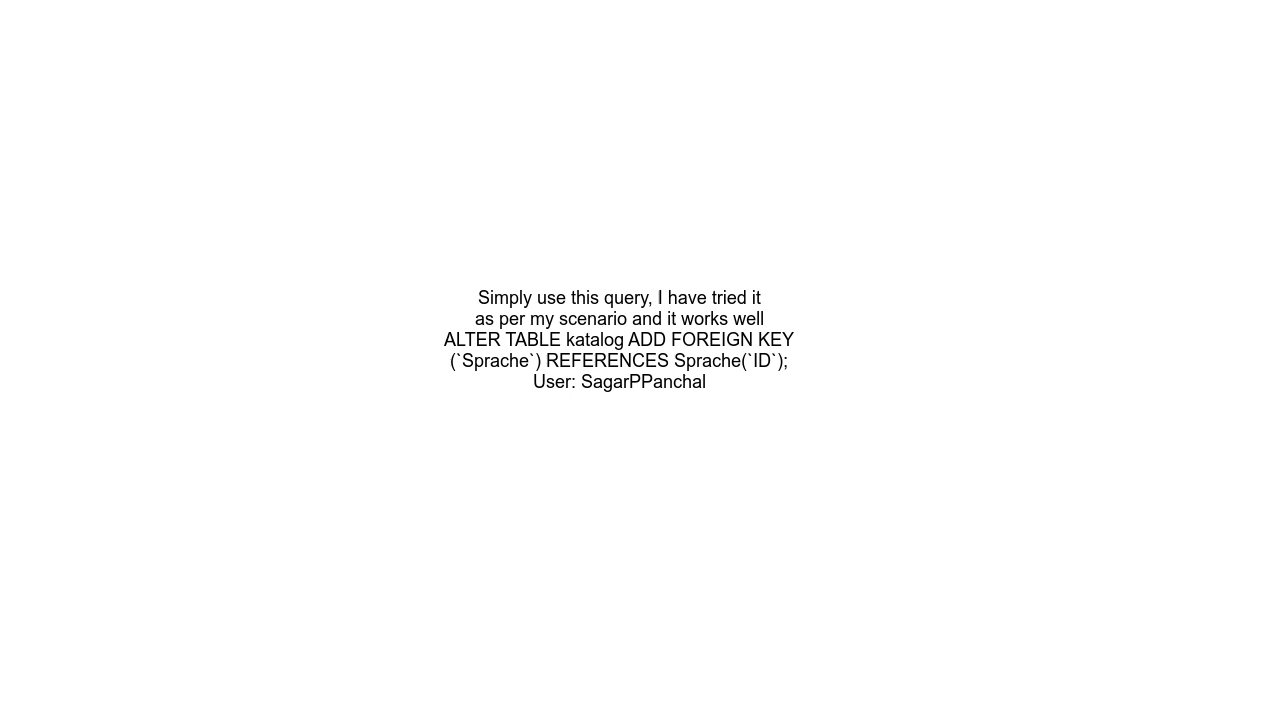 Simply use this query, I have tried it
as per my scenario and it works well
ALTER TABLE katalog ADD FOREIGN KEY
(`Sprache`) REFERENCES Sprache(`ID`);
User: SagarPPanchal